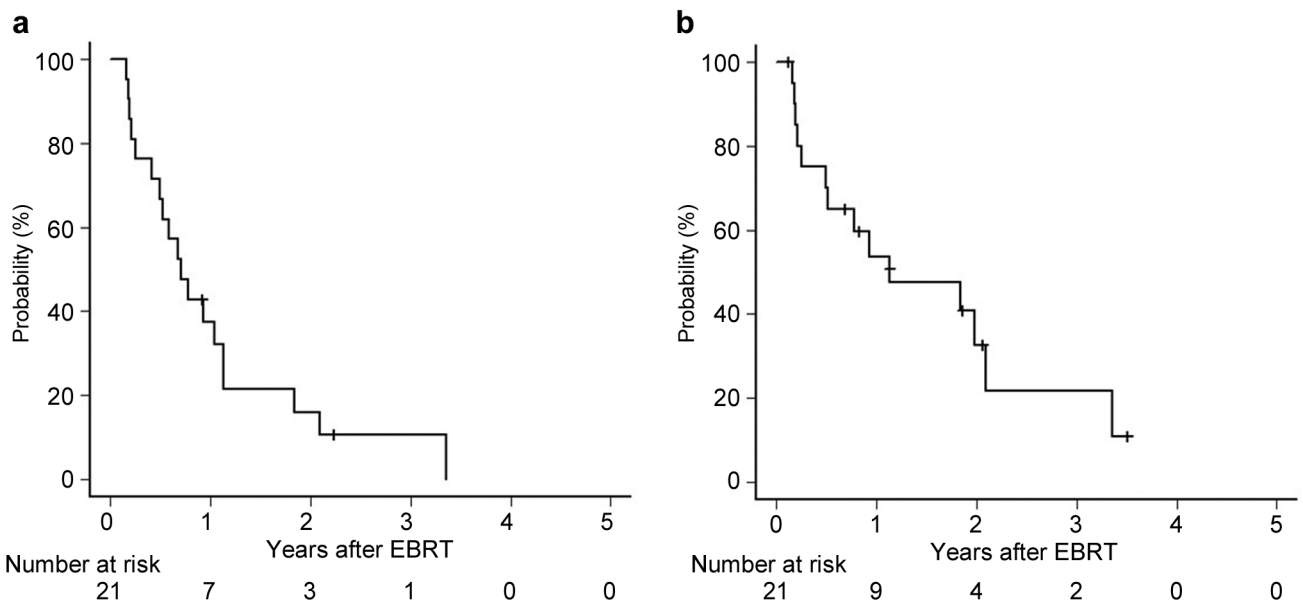 a
100
80
60
40
20
0
Probability (%)
0 1 2 3 4 5
Years after EBRT
Number at risk
21 7 3 1 0 0
b
100
80
60
40
20
0
Probability (%)
0 1 2 3 4 5
Years after EBRT
Number at risk
21 9 4 2 0 0